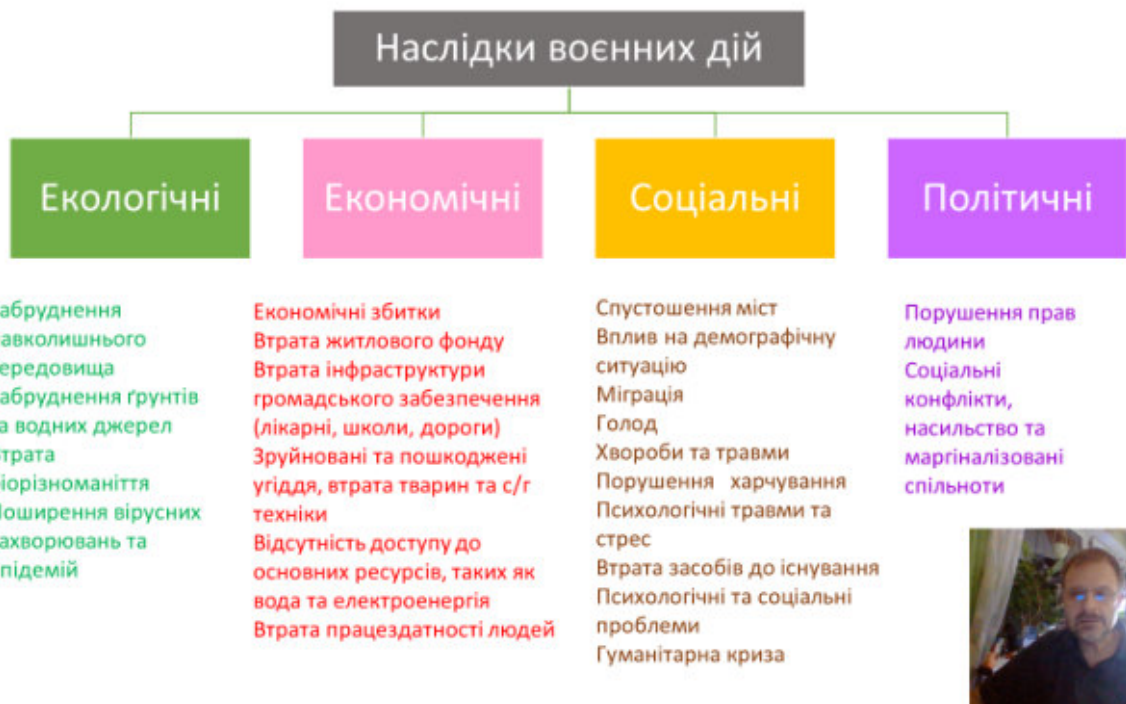 Наслідки воєнних дій
Екологічні
Економічні
Соціальні
Політичні
абруднення
авколишнього
ередовища
абруднення ґрунтів
а водних джерел
трата
іорізноманіття
оширення вірусних
ахворювань та
підемій
Економічні збитки
Втрата житлового фонду
Втрата інфраструктури
громадського забезпечення
(лікарні, школи, дороги)
Зруйновані та пошкоджені
угіддя, втрата тварин та с/г
техніки
Відсутність доступу до
основних ресурсів, таких як
вода та електроенергія
Втрата працездатності людей
Спустошення міст
Вплив на демографічну
ситуацію
Міграція
Голод
Хвороби та травми
Порушення харчування
Психологічні травми та
стрес
Втрата засобів до існування
Психологічні та соціальні
проблеми
Гуманітарна криза
Порушення прав
людини
Соціальні
конфлікти,
насильство та
маргіналізовані
спільноти